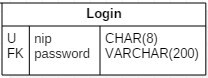 Login
U nip CHAR(8)
FK password VARCHAR(200)